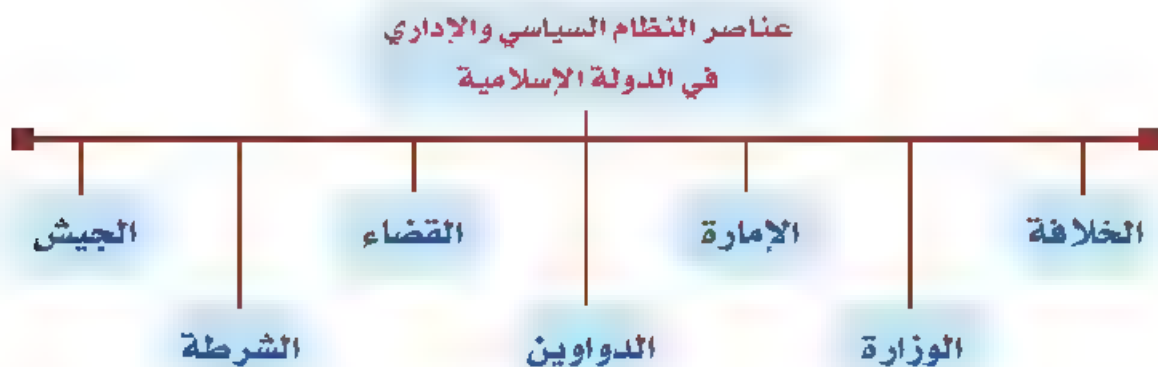 عناصر النظام السياسي والإداري
في الدولة الإسلامية
الخلافة
الوزارة
الإمارة
الدواوين
القضاء
الشرطة
الجيش